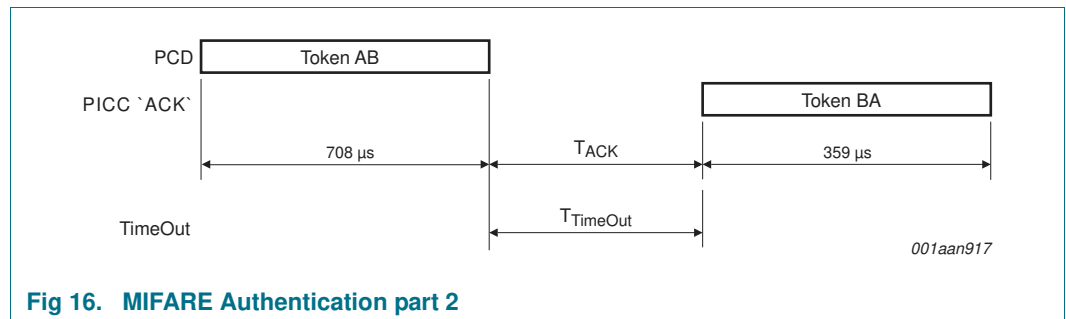 PCD Token AB
PICC `ACK` Token BA
708 µs TACK 359 µs
TimeOut TTimeOut
001aan917
Fig 16. MIFARE Authentication part 2